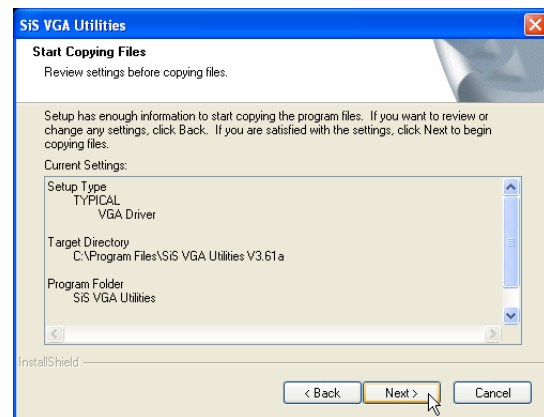 SiS VGA Utilities
Start Copying Files
Review settings before copying files.
Setup has enough information to start copying the program files. If you want to review or
change any settings, click Back. If you are satisfied with the settings, click Next to begin
copying files.
Current Settings:
Setup Type
TYPICAL
VGA Driver
Target Directory
C:\Program Files\SiS VGA Utilities V3.61a
Program Folder
SiS VGA Utilities
InstallShield
< Back Next > Cancel